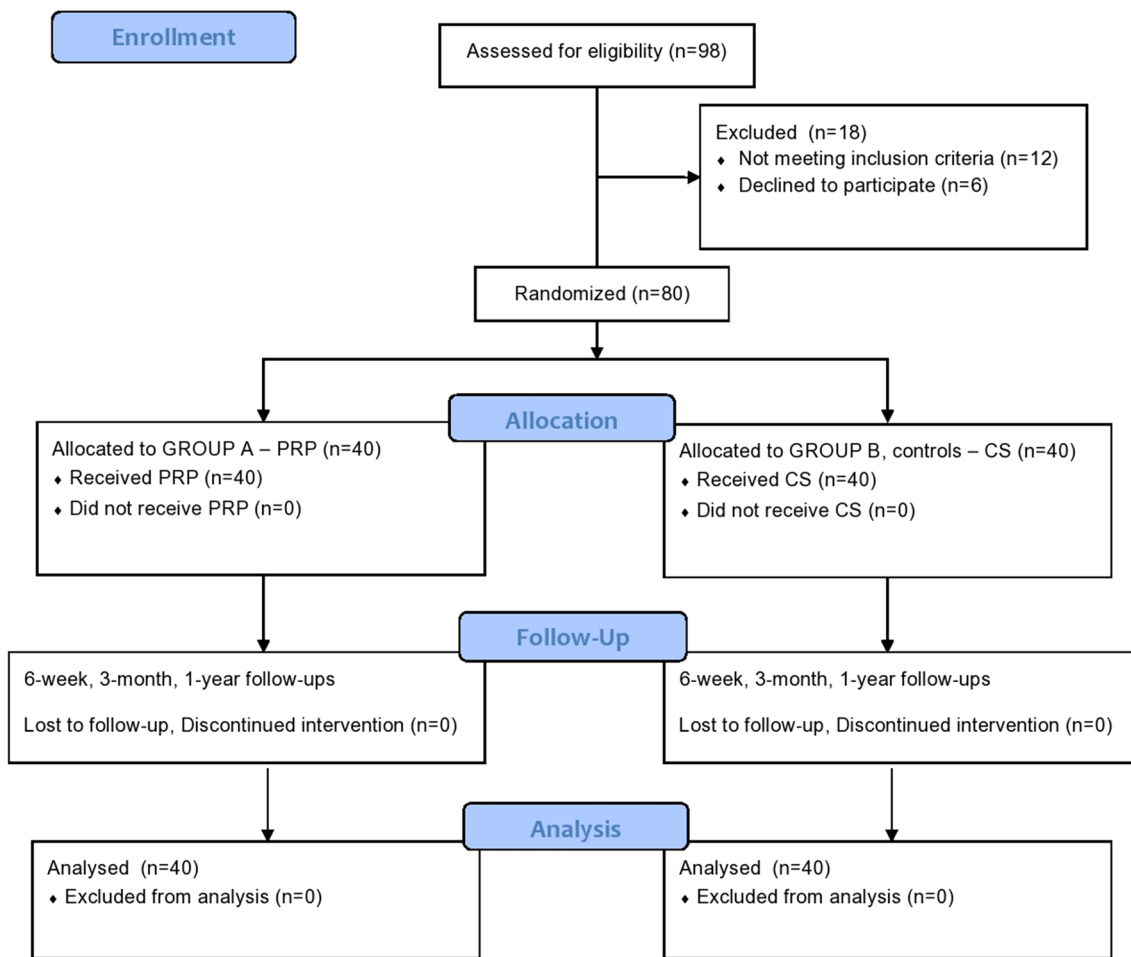 Enrollment
Assessed for eligibility (n=98)
Excluded (n=18)
♦ Not meeting inclusion criteria (n=12)
♦ Declined to participate (n=6)
Randomized (n=80)
Allocation
Allocated to GROUP A – PRP (n=40)
♦ Received PRP (n=40)
♦ Did not receive PRP (n=0)
Allocated to GROUP B, controls – CS (n=40)
♦ Received CS (n=40)
♦ Did not receive CS (n=0)
Follow-Up
6-week, 3-month, 1-year follow-ups
Lost to follow-up, Discontinued intervention (n=0)
6-week, 3-month, 1-year follow-ups
Lost to follow-up, Discontinued intervention (n=0)
Analysis
Analysed (n=40)
♦ Excluded from analysis (n=0)
Analysed (n=40)
♦ Excluded from analysis (n=0)